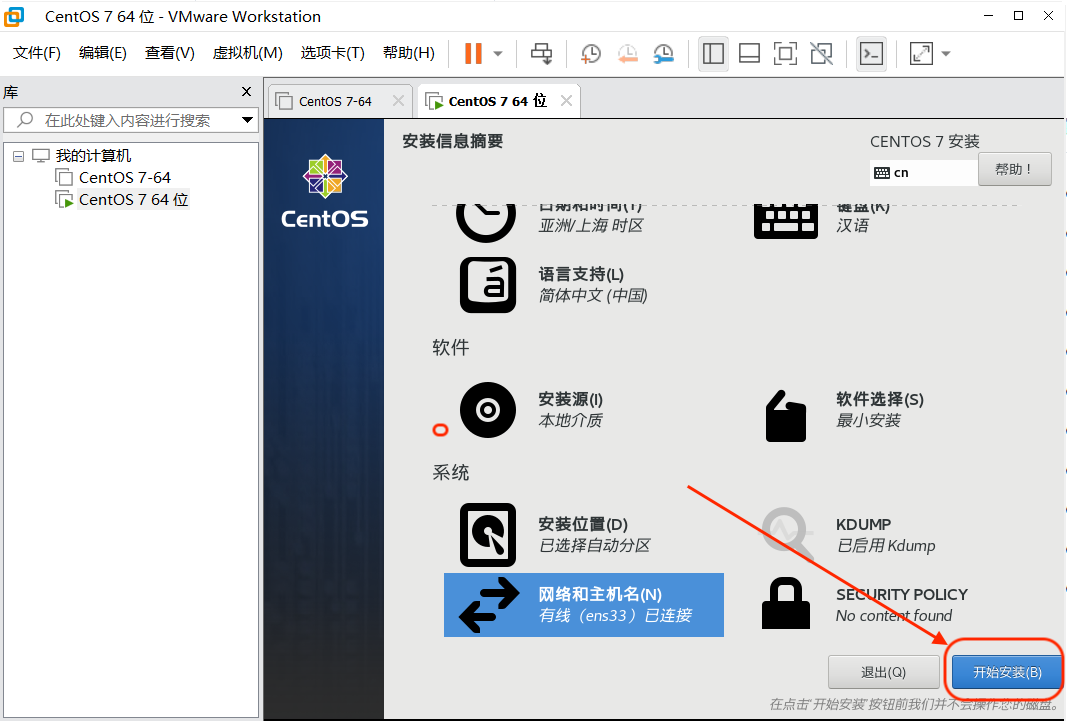 CentOS 7 64 位 - VMware Workstation
文件(F) 编辑(E) 查看(V) 虚拟机(M) 选项卡(T) 帮助(H)
库
在此处键入内容进行搜索
我的计算机
CentOS 7-64
CentOS 7 64 位
CentOS 7-64
CentOS 7 64 位
CentOS
安装信息摘要
CENTOS 7 安装
cn
帮助！
日期和时间(T)
亚洲/上海 时区
键盘(K)
汉语
语言支持(L)
简体中文 (中国)
软件
安装源(I)
本地介质
软件选择(S)
最小安装
系统
安装位置(D)
已选择自动分区
KDUMP
已启用 Kdump
网络和主机名(N)
有线（ens33）已连接
SECURITY POLICY
No content found
退出(Q)
开始安装(B)
在点击'开始安装'按钮前我们并不会操作您的磁盘。